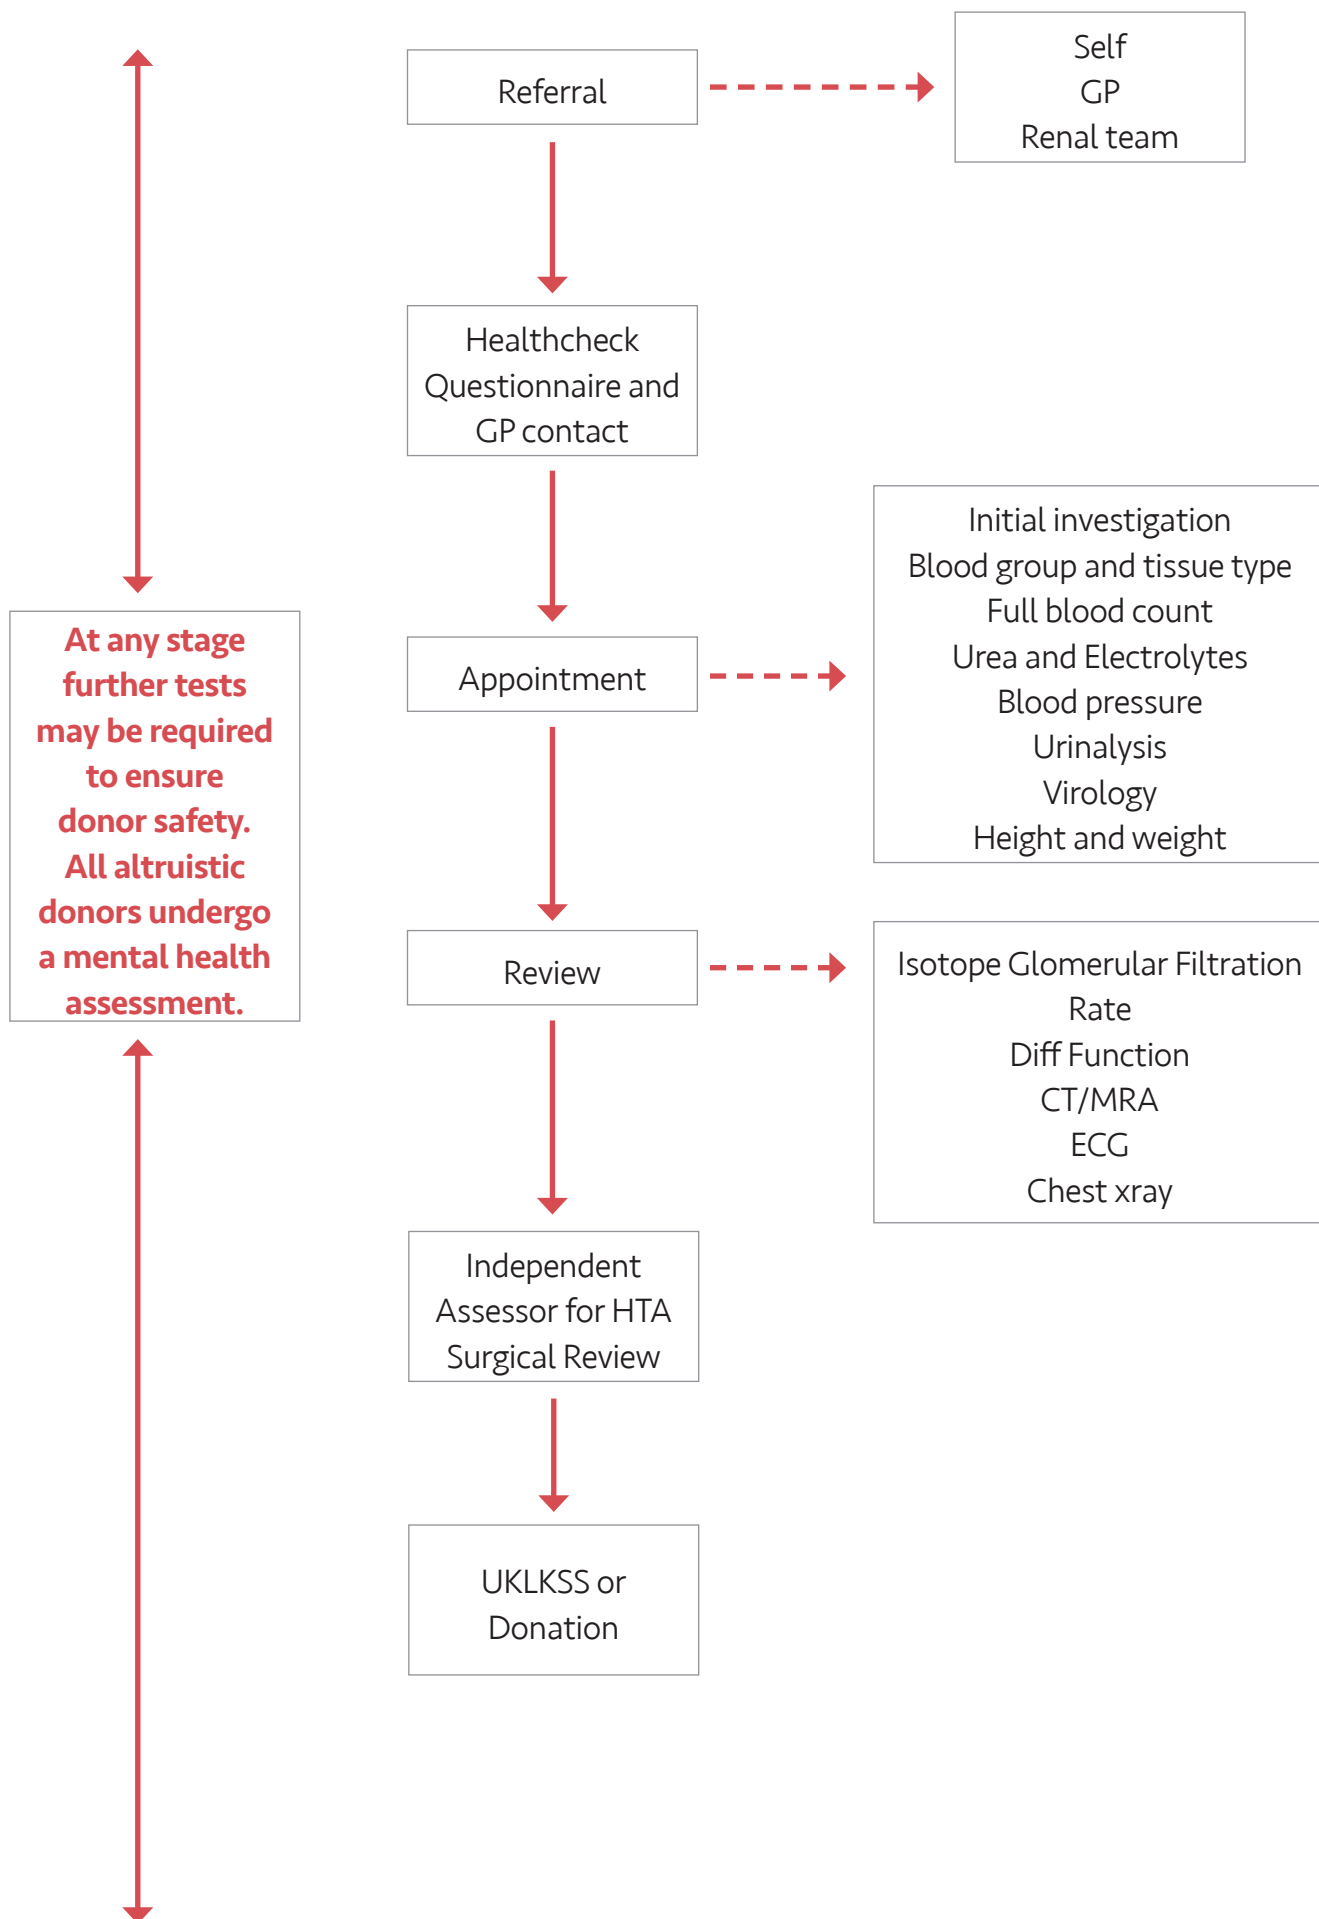 Referral
Self
GP
Renal team
Healthcheck
Questionnaire and
GP contact
Appointment
Initial investigation
Blood group and tissue type
Full blood count
Urea and Electrolytes
Blood pressure
Urinalysis
Virology
Height and weight
At any stage
further tests
may be required
to ensure
donor safety.
All altruistic
donors undergo
a mental health
assessment.
Review
Isotope Glomerular Filtration
Rate
Diff Function
CT/MRA
ECG
Chest xray
Independent
Assessor for HTA
Surgical Review
UKLKSS or
Donation